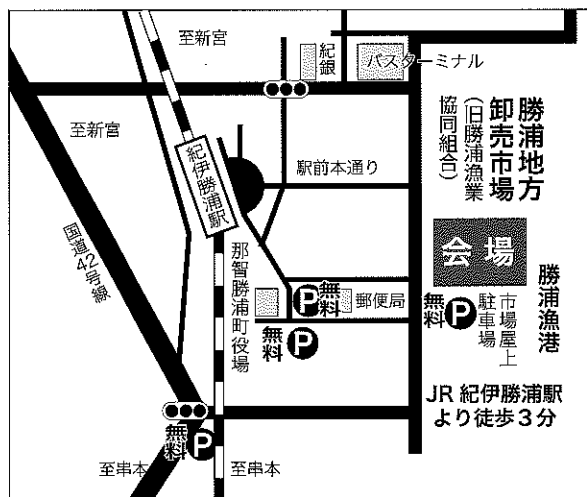 至新宮
紀銀
バスターミナル
至新宮
紀伊勝浦駅
駅前本通り
勝浦地方
卸売市場
(旧勝浦漁業
協同組合)
国道42号線
会場
勝浦漁港
那智勝浦町役場
P無料
郵便局
無料P
無料P
市場屋上
駐車場
JR 紀伊勝浦駅
より徒歩3分
無料P
至串本
至串本